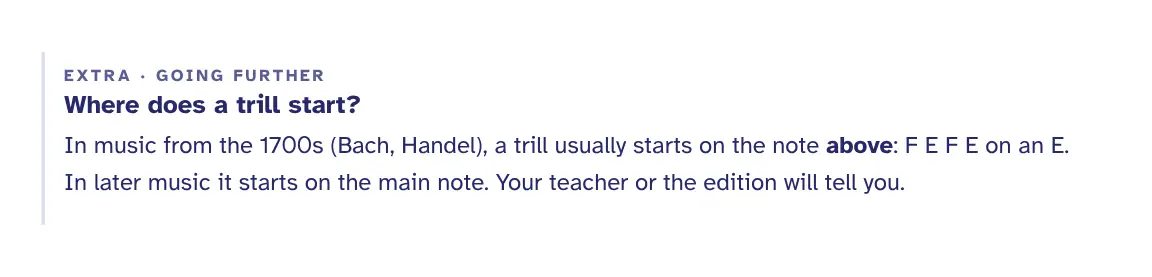 EXTRA · GOING FURTHER
Where does a trill start?
In music from the 1700s (Bach, Handel), a trill usually starts on the note above: F E F E on an E.
In later music it starts on the main note. Your teacher or the edition will tell you.